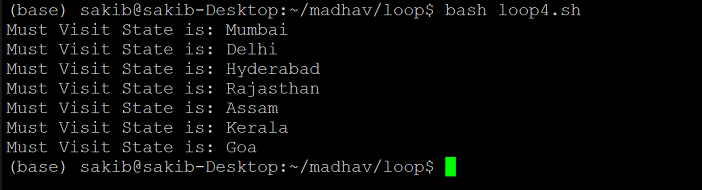 (base) sakib@sakib-Desktop:~/madhav/loop$ bash loop4.sh
Must Visit State is: Mumbai
Must Visit State is: Delhi
Must Visit State is: Hyderabad
Must Visit State is: Rajasthan
Must Visit State is: Assam
Must Visit State is: Kerala
Must Visit State is: Goa
(base) sakib@sakib-Desktop:~/madhav/loop$